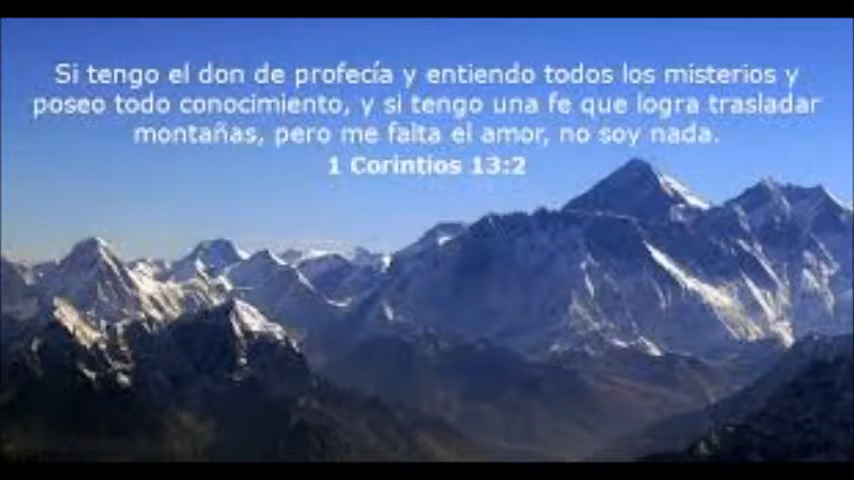 Si tengo el don de profecía y entiendo todos los misterios y
poseo todo conocimiento, y si tengo una fe que logra trasladar
montañas, pero me falta el amor, no soy nada.
1 Corintios 13:2